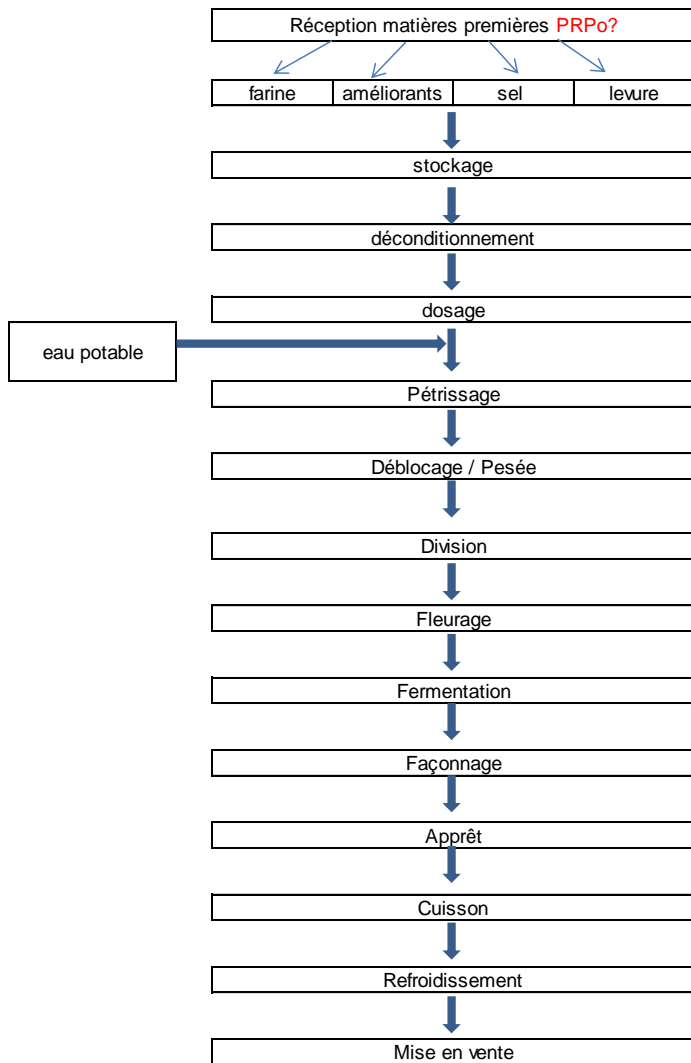 Réception matières premières PRPo?
farine améliorants sel levure
stockage
déconditionnement
dosage
eau potable
Pétrissage
Déblocage / Pesée
Division
Fleurage
Fermentation
Façonnage
Apprêt
Cuisson
Refroidissement
Mise en vente